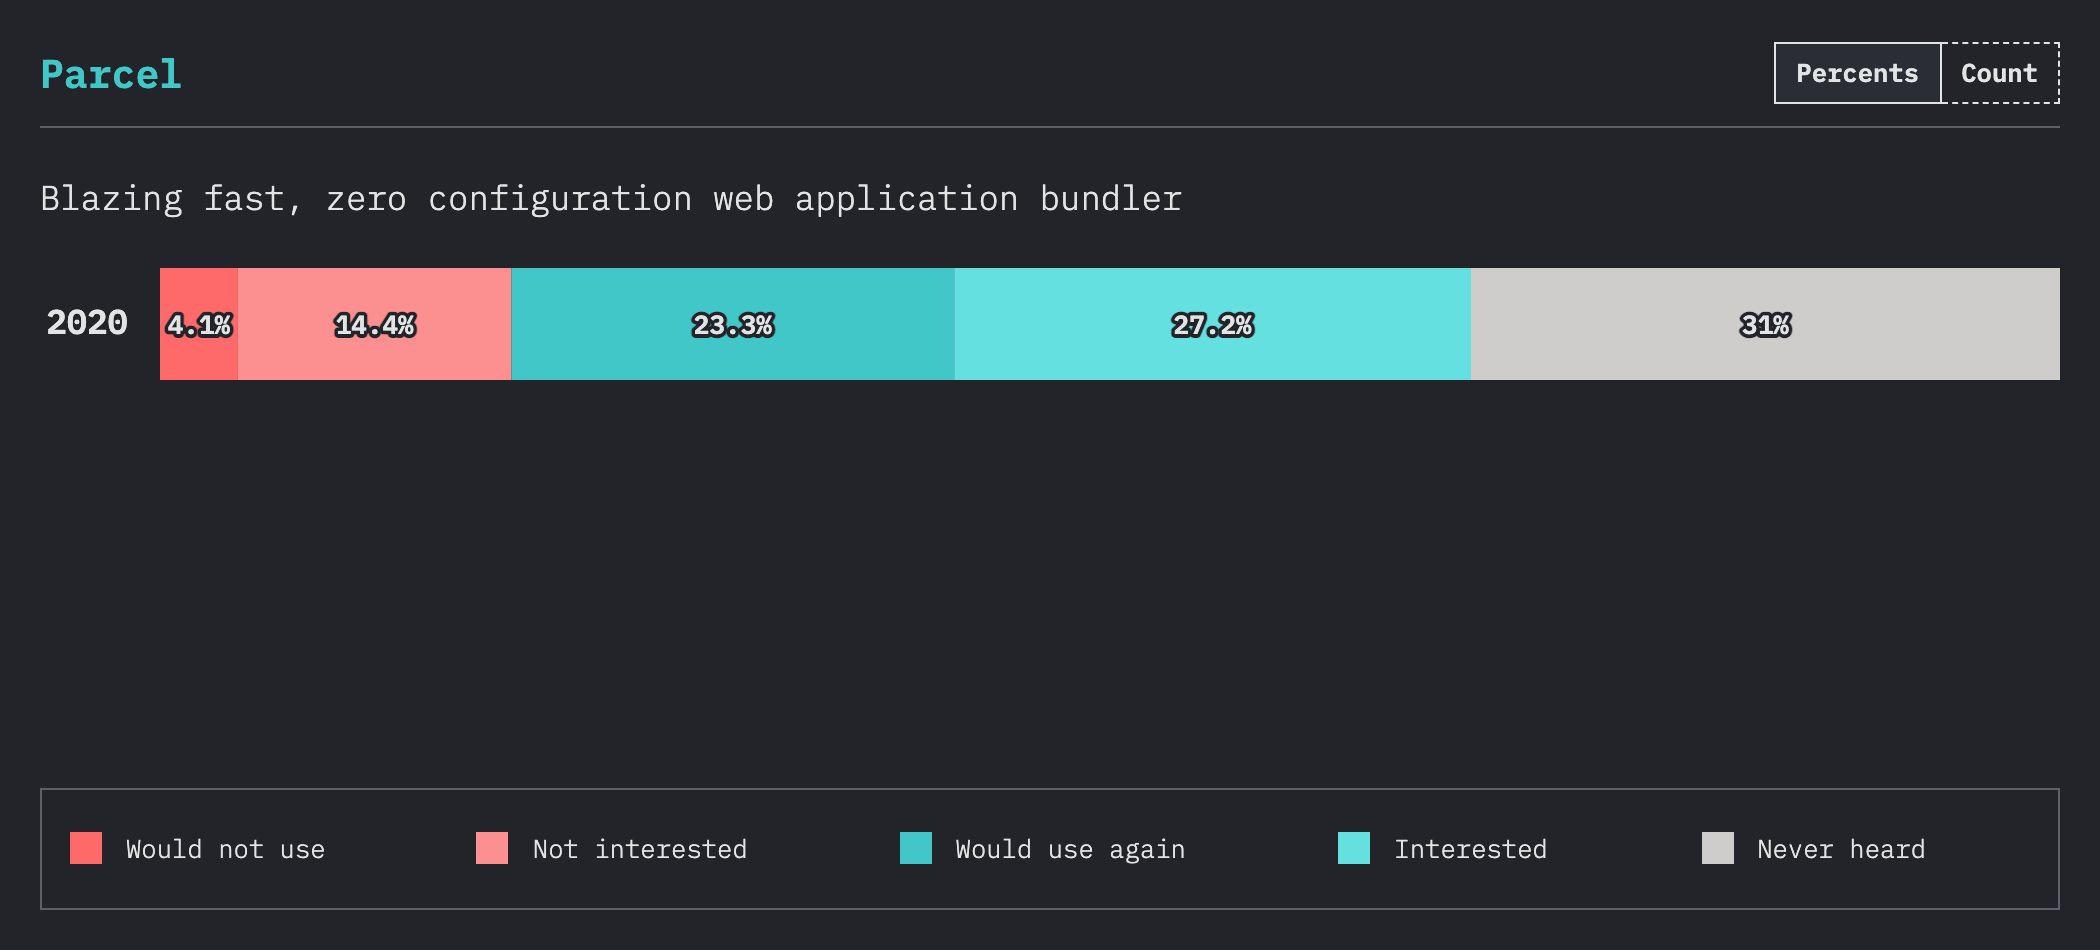 Parcel
Percents Count
Blazing fast, zero configuration web application bundler
2020 4.1% 14.4% 23.3% 27.2% 31%
Would not use Not interested Would use again Interested Never heard